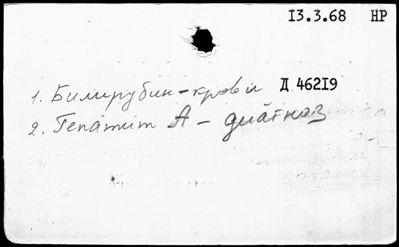 13.3.68 НР
1. Билирубин-крови Д 46219
2. Гепатит А - диагноз